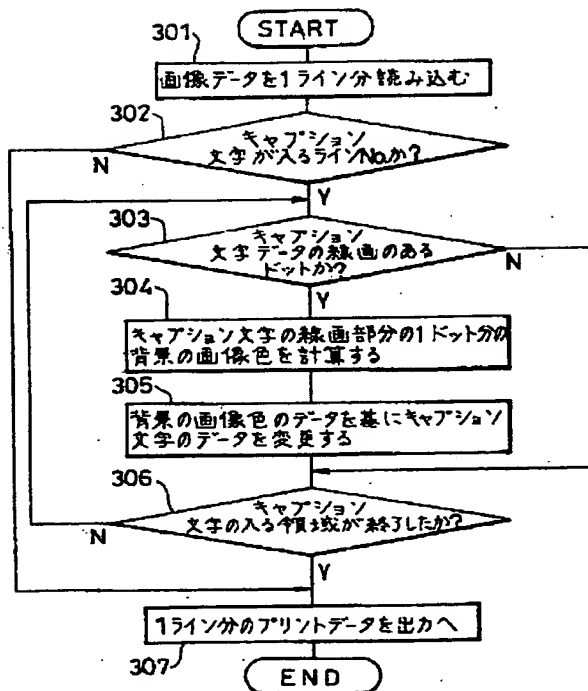 START
301
画像データを1ライン分読み込む
302
キャプション
文字が入るラインNo.か?
N
Y
303
キャプション
文字データの線画のある
ドットか?
N
Y
304
キャプション文字の線画部分の1ドット分の
背景の画像色を計算する
305
背景の画像色のデータを基にキャプション
文字のデータを変更する
306
キャプション
文字の入る領域が終了したか?
N
Y
1ライン分のプリントデータを出力へ
307
END